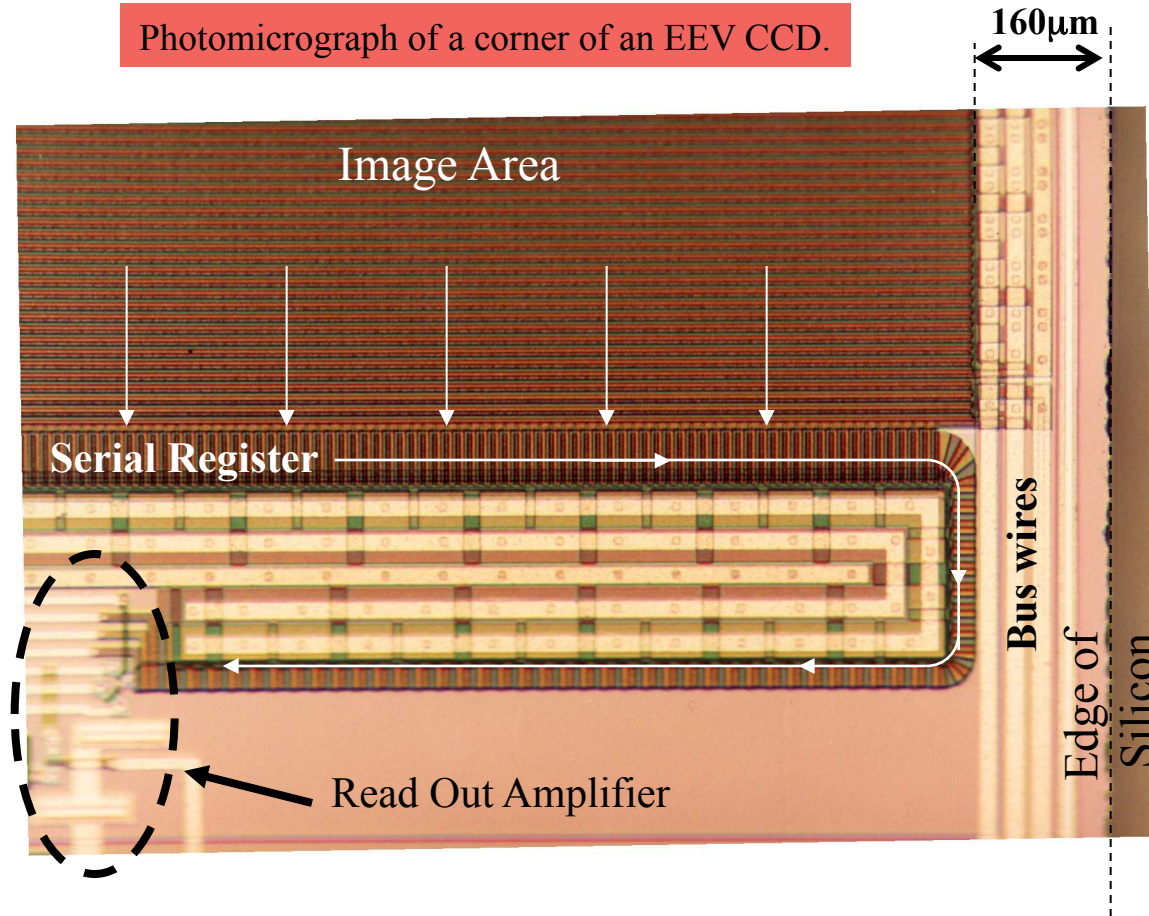 Photomicrograph of a corner of an EEV CCD.
160μm
Image Area
Serial Register
Bus wires
Edge of
Silicon
Read Out Amplifier